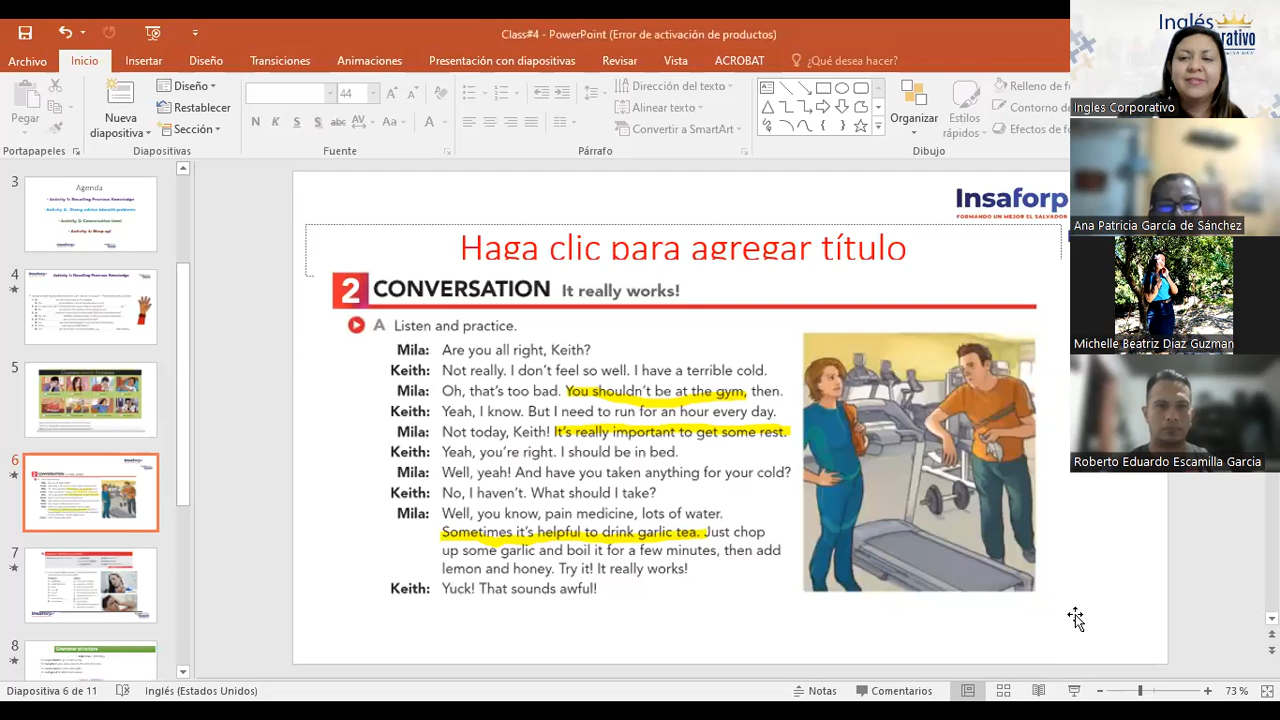 Class#4 - PowerPoint (Error de activación de productos)
Archivo Inicio Insertar Diseño Transiciones Animaciones Presentación con diapositivas Revisar Vista ACROBAT ¿Qué desea hacer?
Pegar
Nueva diapositiva
Diseño
Restablecer
Sección
44
N K S abc AV Aa A
Dirección del texto
Alinear texto
Convertir a SmartArt
Organizar
Estilos rápidos
Relleno de
Contorno de
Efectos de
Portapapeles Diapositivas Fuente Párrafo Dibujo
3
Agenda
4
5
6
7
8
Grammar structure
Insaforp
FORMANDO UN MEJOR EL SALVADOR
Haga clic para agregar título
2 CONVERSATION It really works!
A Listen and practice.
Mila: Are you all right, Keith?
Keith: Not really. I don't feel so well. I have a terrible cold.
Mila: Oh, that's too bad. You shouldn't be at the gym, then.
Keith: Yeah, I know. But I need to run for an hour every day.
Mila: Not today, Keith! It's really important to get some rest.
Keith: Yeah, you're right. I should be in bed.
Mila: Well, yeah! And have you taken anything for your cold?
Keith: No, I haven't. What should I take?
Mila: Well, you know, pain medicine, lots of water.
Sometimes it's helpful to drink garlic tea. Just chop
up some garlic and boil it for a few minutes, then add
lemon and honey. Try it! It really works!
Keith: Yuck! That sounds awful!
Inglés
Ingles Corporativo
Ana Patricia García de Sánchez
Michelle Beatriz Diaz Guzman
Roberto Eduardo Escamilla Garcia
Diapositiva 6 de 11 Inglés (Estados Unidos) Notas Comentarios 73 %